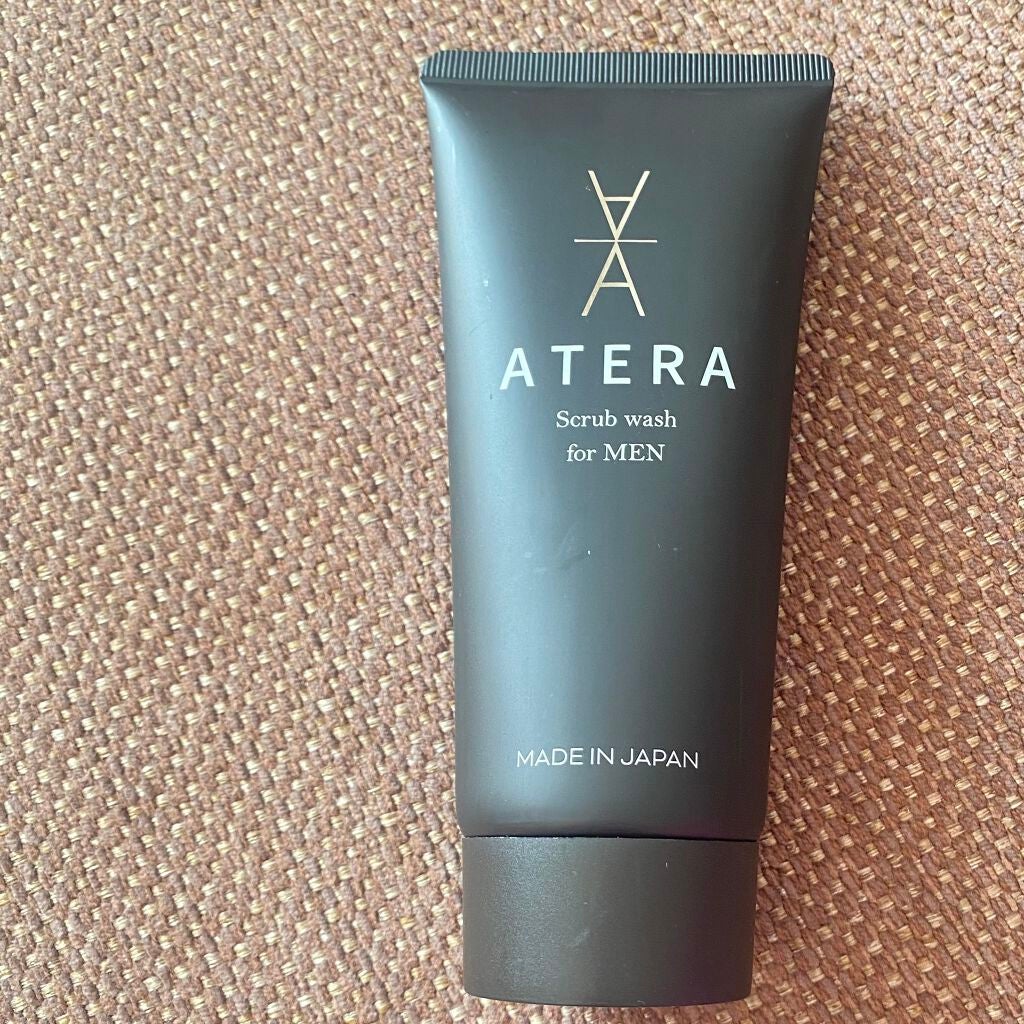 ATERA
Scrub wash
for MEN
MADE IN JAPAN